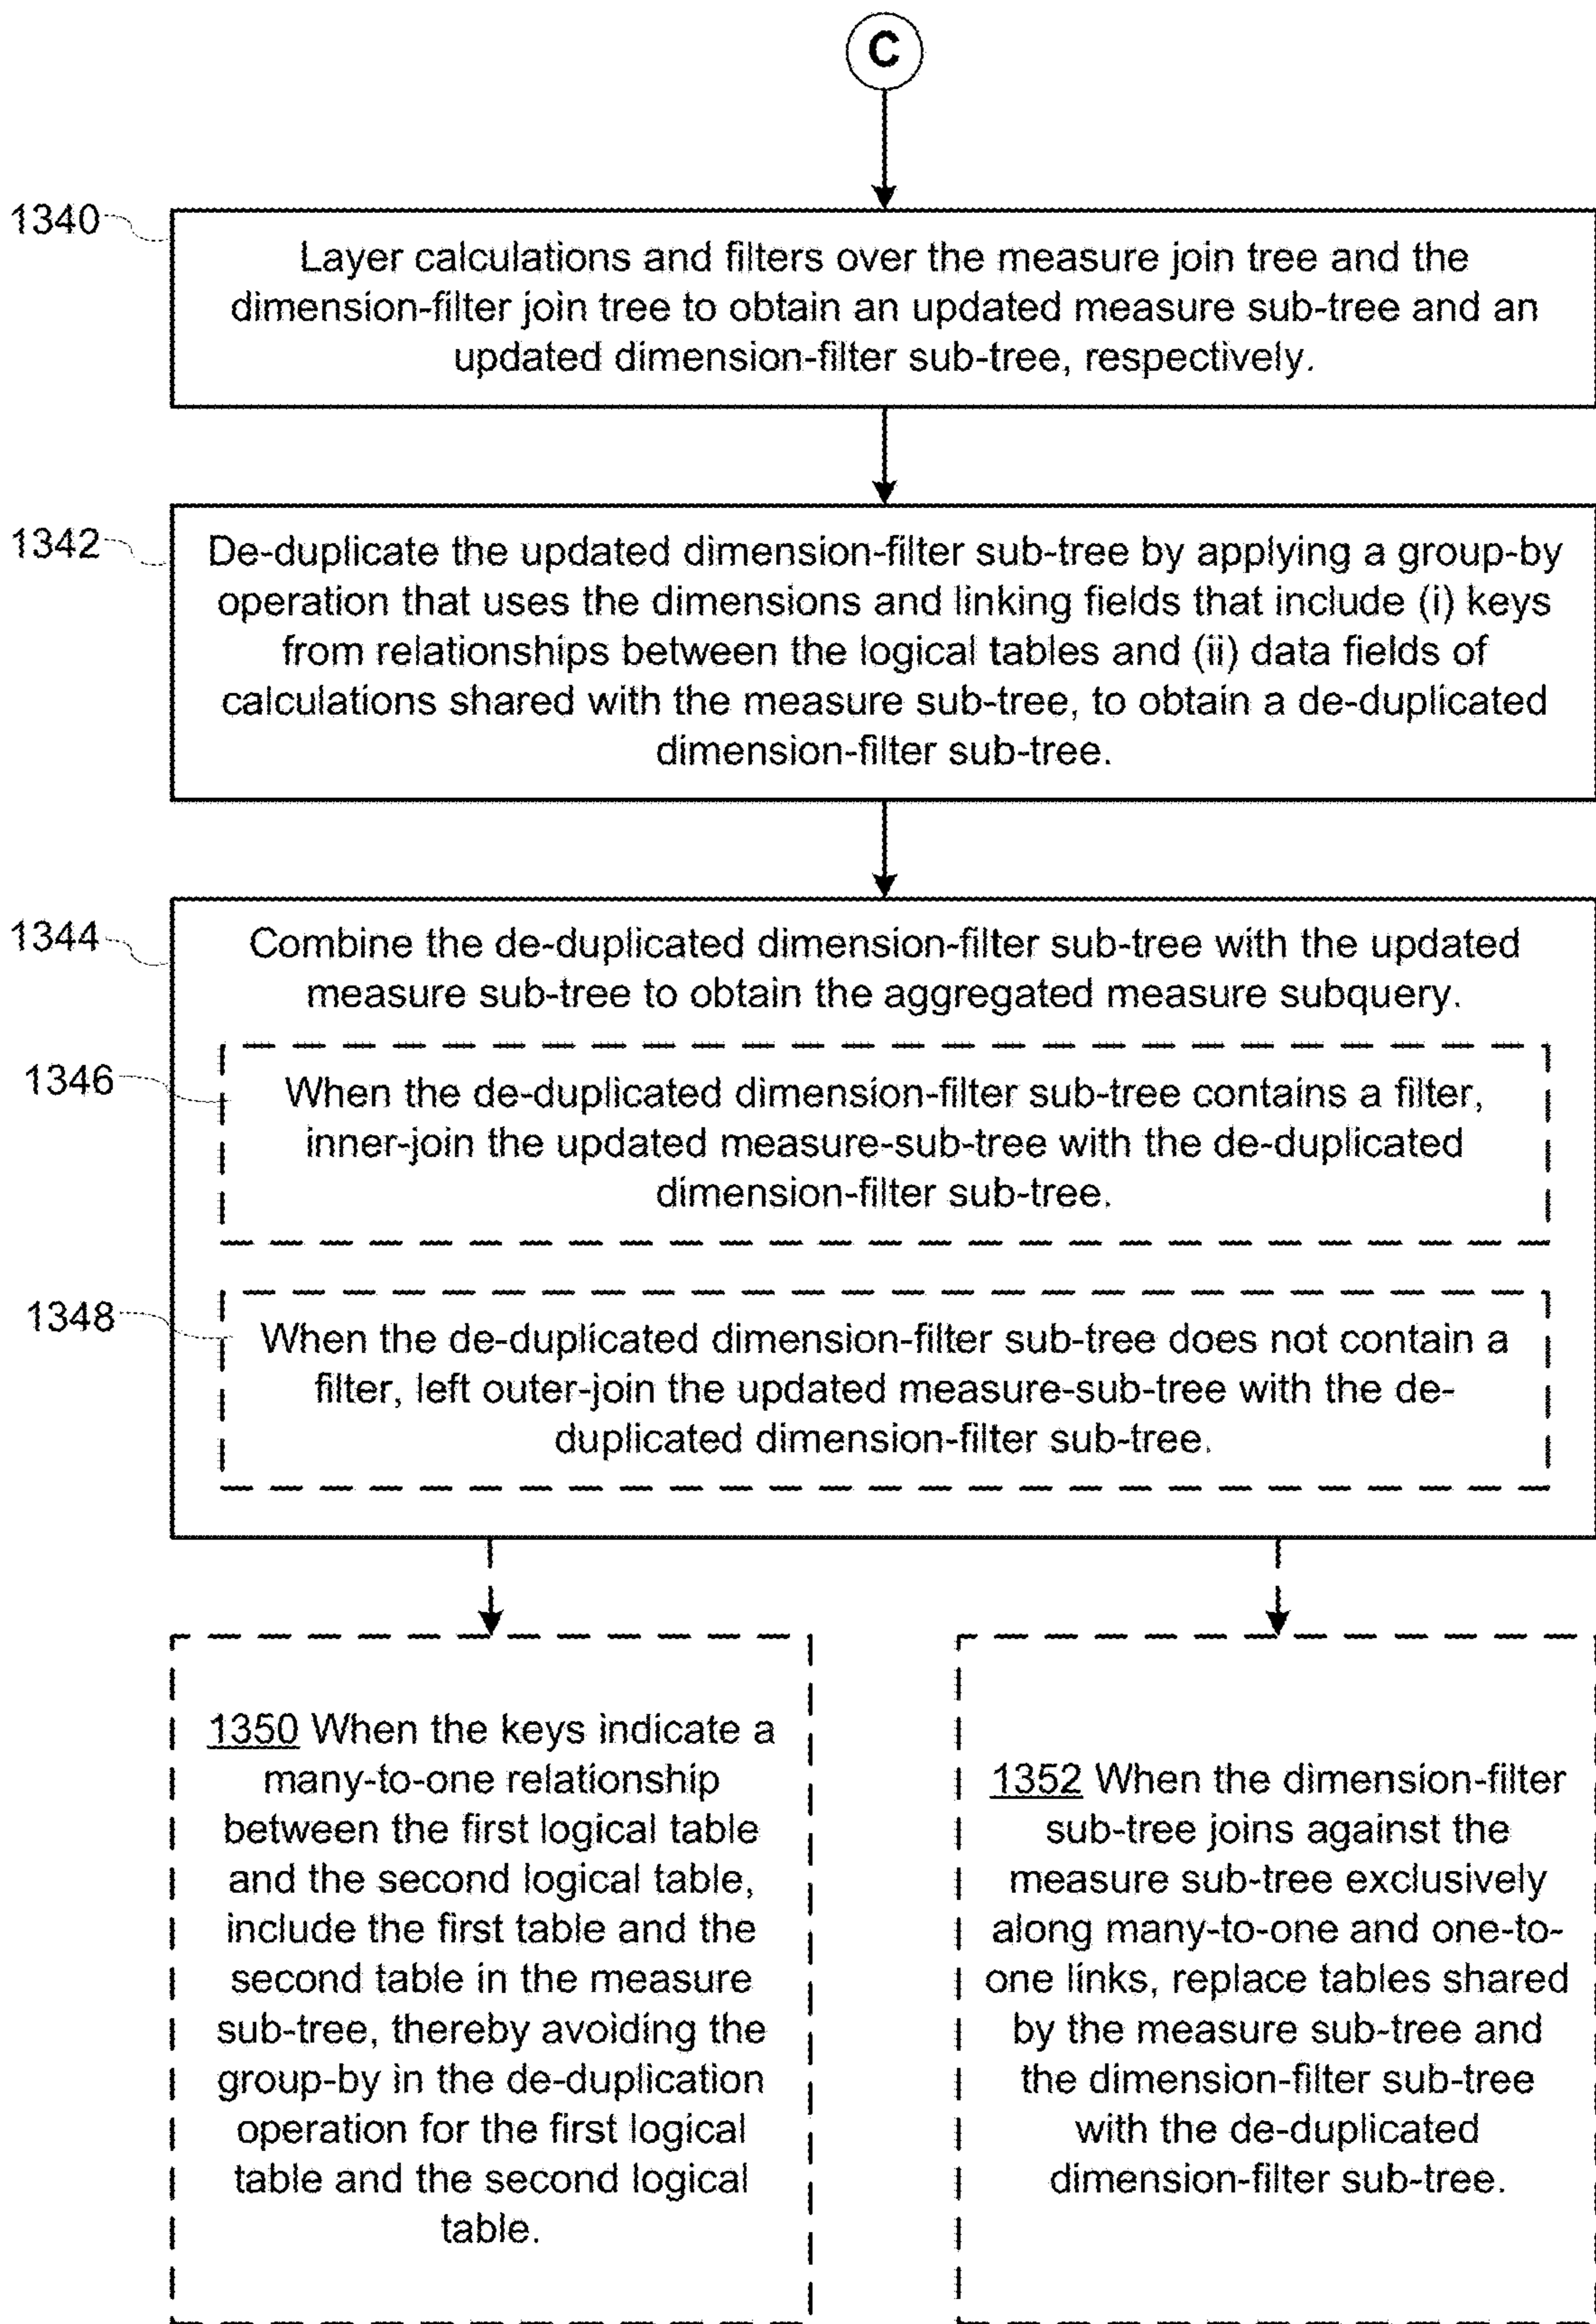 C
1340
Layer calculations and filters over the measure join tree and the
dimension-filter join tree to obtain an updated measure sub-tree and an
updated dimension-filter sub-tree, respectively.
1342
De-duplicate the updated dimension-filter sub-tree by applying a group-by
operation that uses the dimensions and linking fields that include (i) keys
from relationships between the logical tables and (ii) data fields of
calculations shared with the measure sub-tree, to obtain a de-duplicated
dimension-filter sub-tree.
1344
Combine the de-duplicated dimension-filter sub-tree with the updated
measure sub-tree to obtain the aggregated measure subquery.
1346
When the de-duplicated dimension-filter sub-tree contains a filter,
inner-join the updated measure-sub-tree with the de-duplicated
dimension-filter sub-tree.
1348
When the de-duplicated dimension-filter sub-tree does not contain a
filter, left outer-join the updated measure-sub-tree with the de-
duplicated dimension-filter sub-tree.
1350 When the keys indicate a
many-to-one relationship
between the first logical table
and the second logical table,
include the first table and the
second table in the measure
sub-tree, thereby avoiding the
group-by in the de-duplication
operation for the first logical
table and the second logical
table.
1352 When the dimension-filter
sub-tree joins against the
measure sub-tree exclusively
along many-to-one and one-to-
one links, replace tables shared
by the measure sub-tree and
the dimension-filter sub-tree
with the de-duplicated
dimension-filter sub-tree.